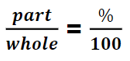 part / whole = % / 100